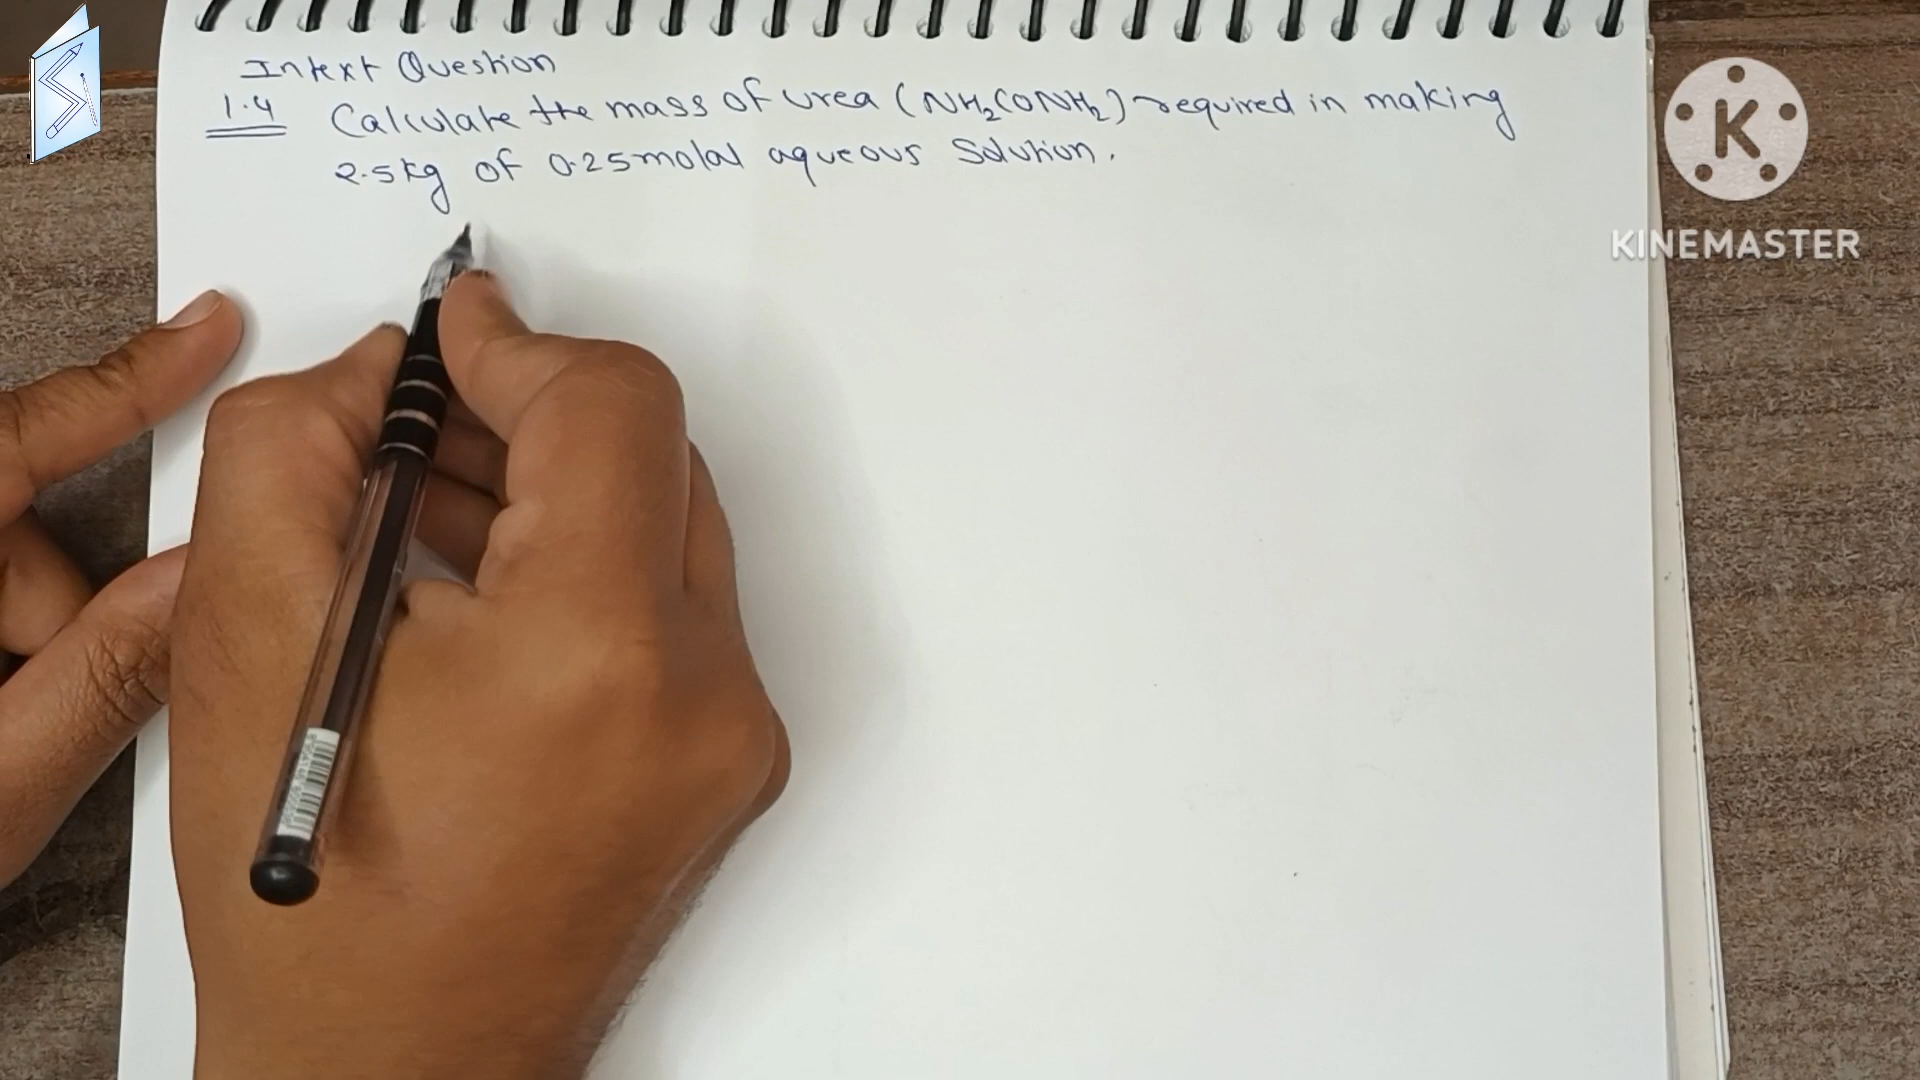 Intext Question
1.4 Calculate the mass of urea (NH₂CONH₂) required in making
2.5kg of 0.25molal aqueous Solution.
K
KINEMASTER